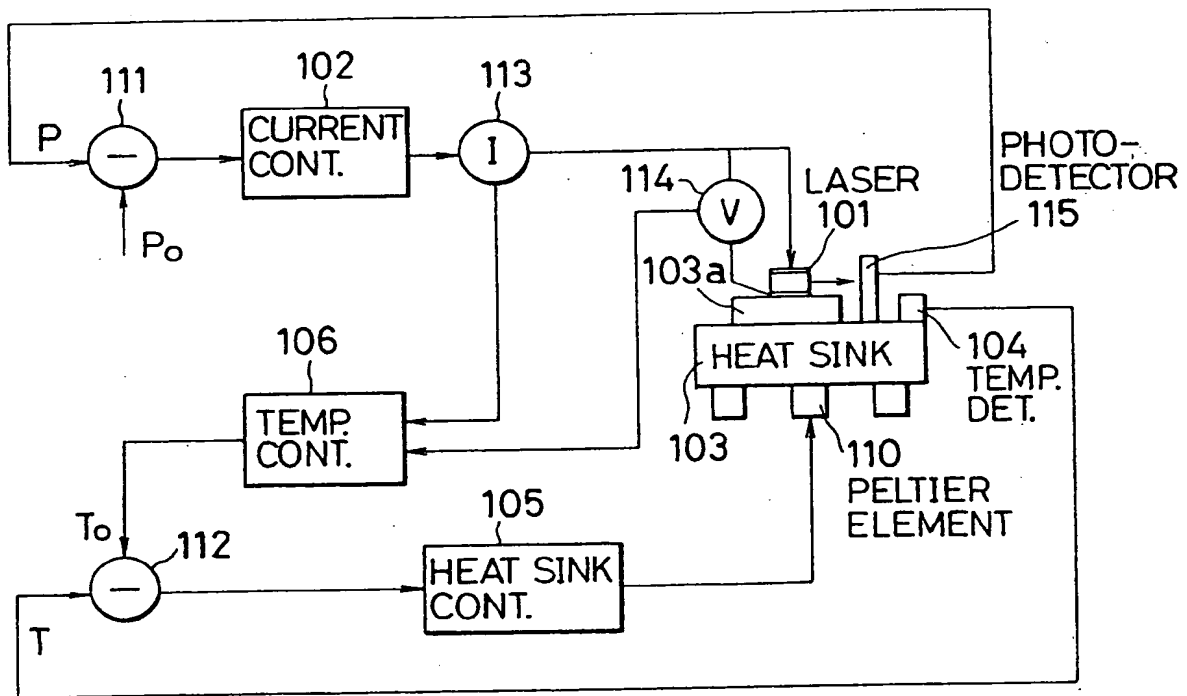 111
102
113
P
—
CURRENT
CONT.
I
Po
114
V
LASER
101
PHOTO-
DETECTOR
115
103a
HEAT SINK
104
TEMP.
DET.
103
110
PELTIER
ELEMENT
106
TEMP.
CONT.
To
112
—
T
105
HEAT SINK
CONT.